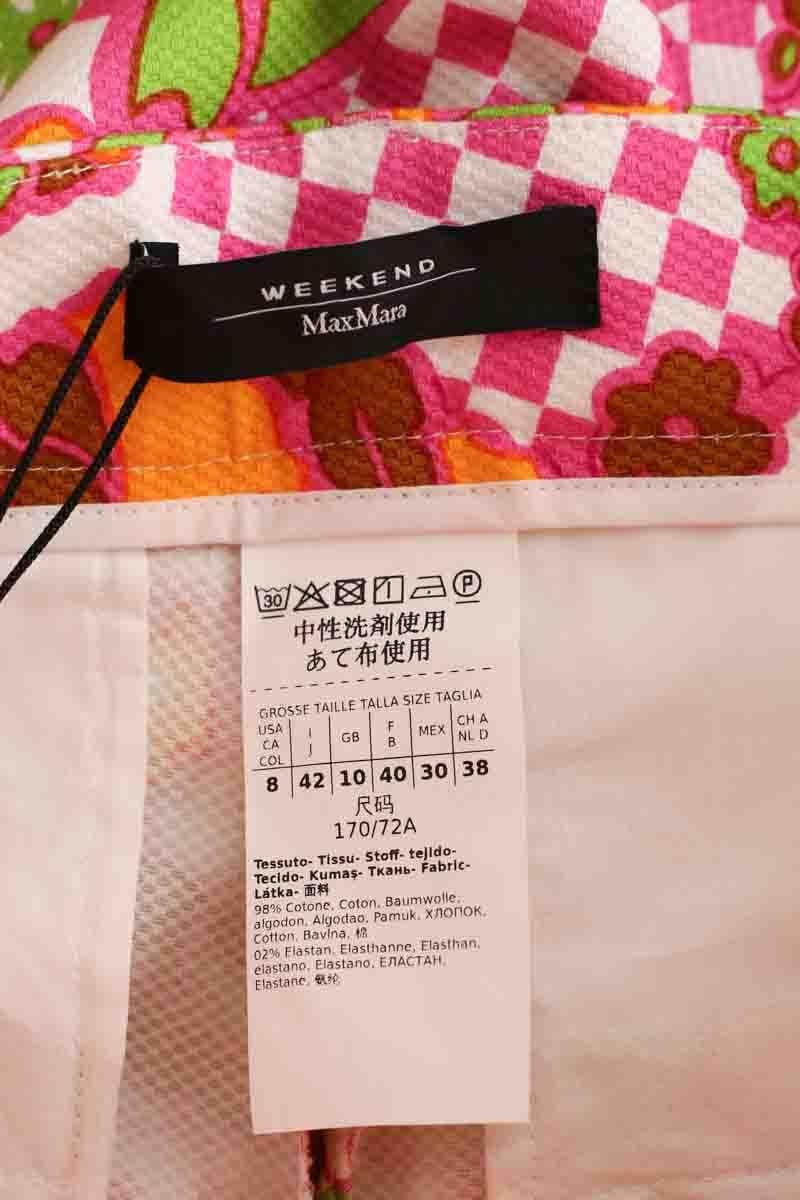 WEEKEND
MaxMara
30 P
中性洗剤使用
あて布使用
GROSSE TAILLE TALLA SIZE TAGLIA
USA CA COL I J GB F B MEX CH A NL D
8 42 10 40 30 38
尺码
170/72A
Tessuto- Tissu- Stoff- tejido-
Tecido- Kumaş- Ткань- Fabric-
Látka- 面料
98% Cotone, Coton, Baumwolle,
algodon, Algodao, Pamuk, ХЛОПОК,
Cotton, Bavlna, 棉
02% Elastan, Elasthanne, Elasthan,
elastano, Elastano, ЕЛАСТАН,
Elastane, 氨纶